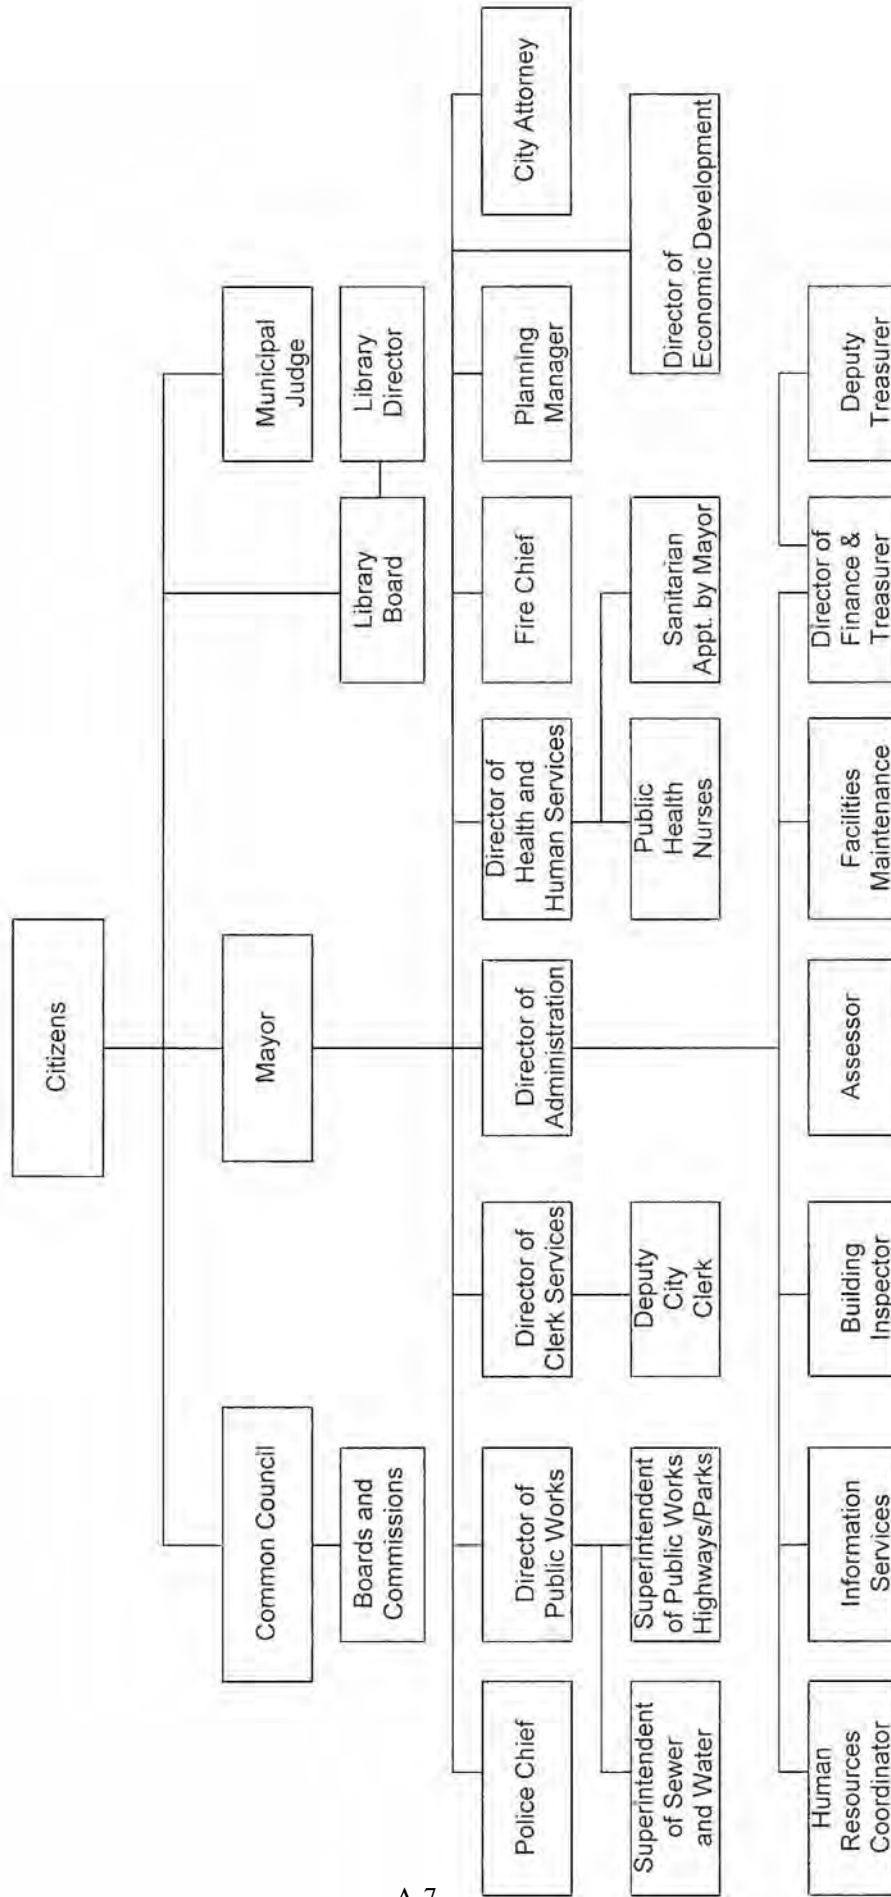 Citizens
Common Council
Mayor
Municipal
Judge
Boards and
Commissions
Library
Board
Library
Director
Police Chief
Director of
Public Works
Director of
Clerk Services
Director of
Administration
Director of
Health and
Human Services
Fire Chief
Planning
Manager
City Attorney
Superintendent
of Sewer
and Water
Superintendent
of Public Works
Highways/Parks
Deputy
City
Clerk
Public
Health
Nurses
Sanitarian
Appt. by Mayor
Director of
Economic Development
Human
Resources
Coordinator
Information
Services
Building
Inspector
Assessor
Facilities
Maintenance
Director of
Finance &
Treasurer
Deputy
Treasurer
A-7